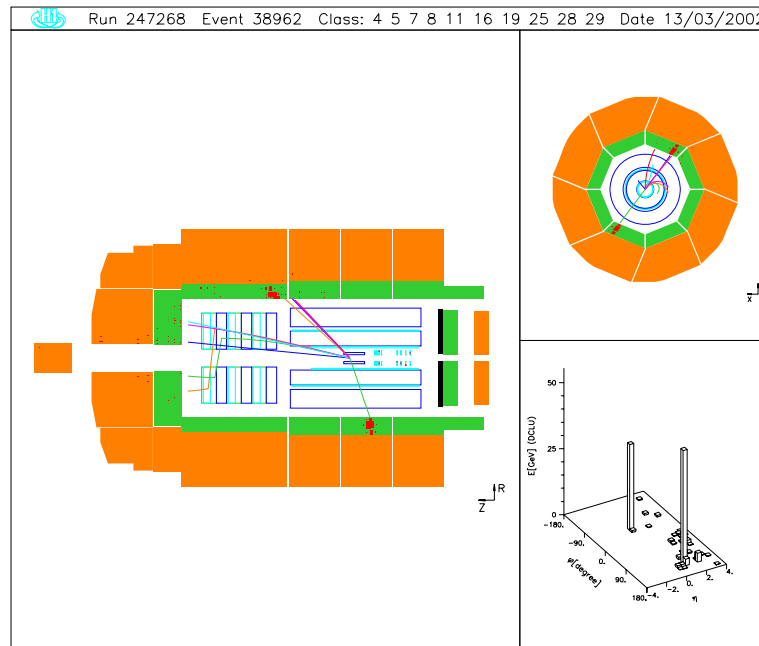 Run 247268 Event 38962 Class: 4 5 7 8 11 16 19 25 28 29 Date 13/03/2002
x
R
Z
E[GeV] (DCLU)
50
25
0
-180.
-90.
0.
90.
180.
φ[degree]
-4.
-2.
0.
2.
4.
η